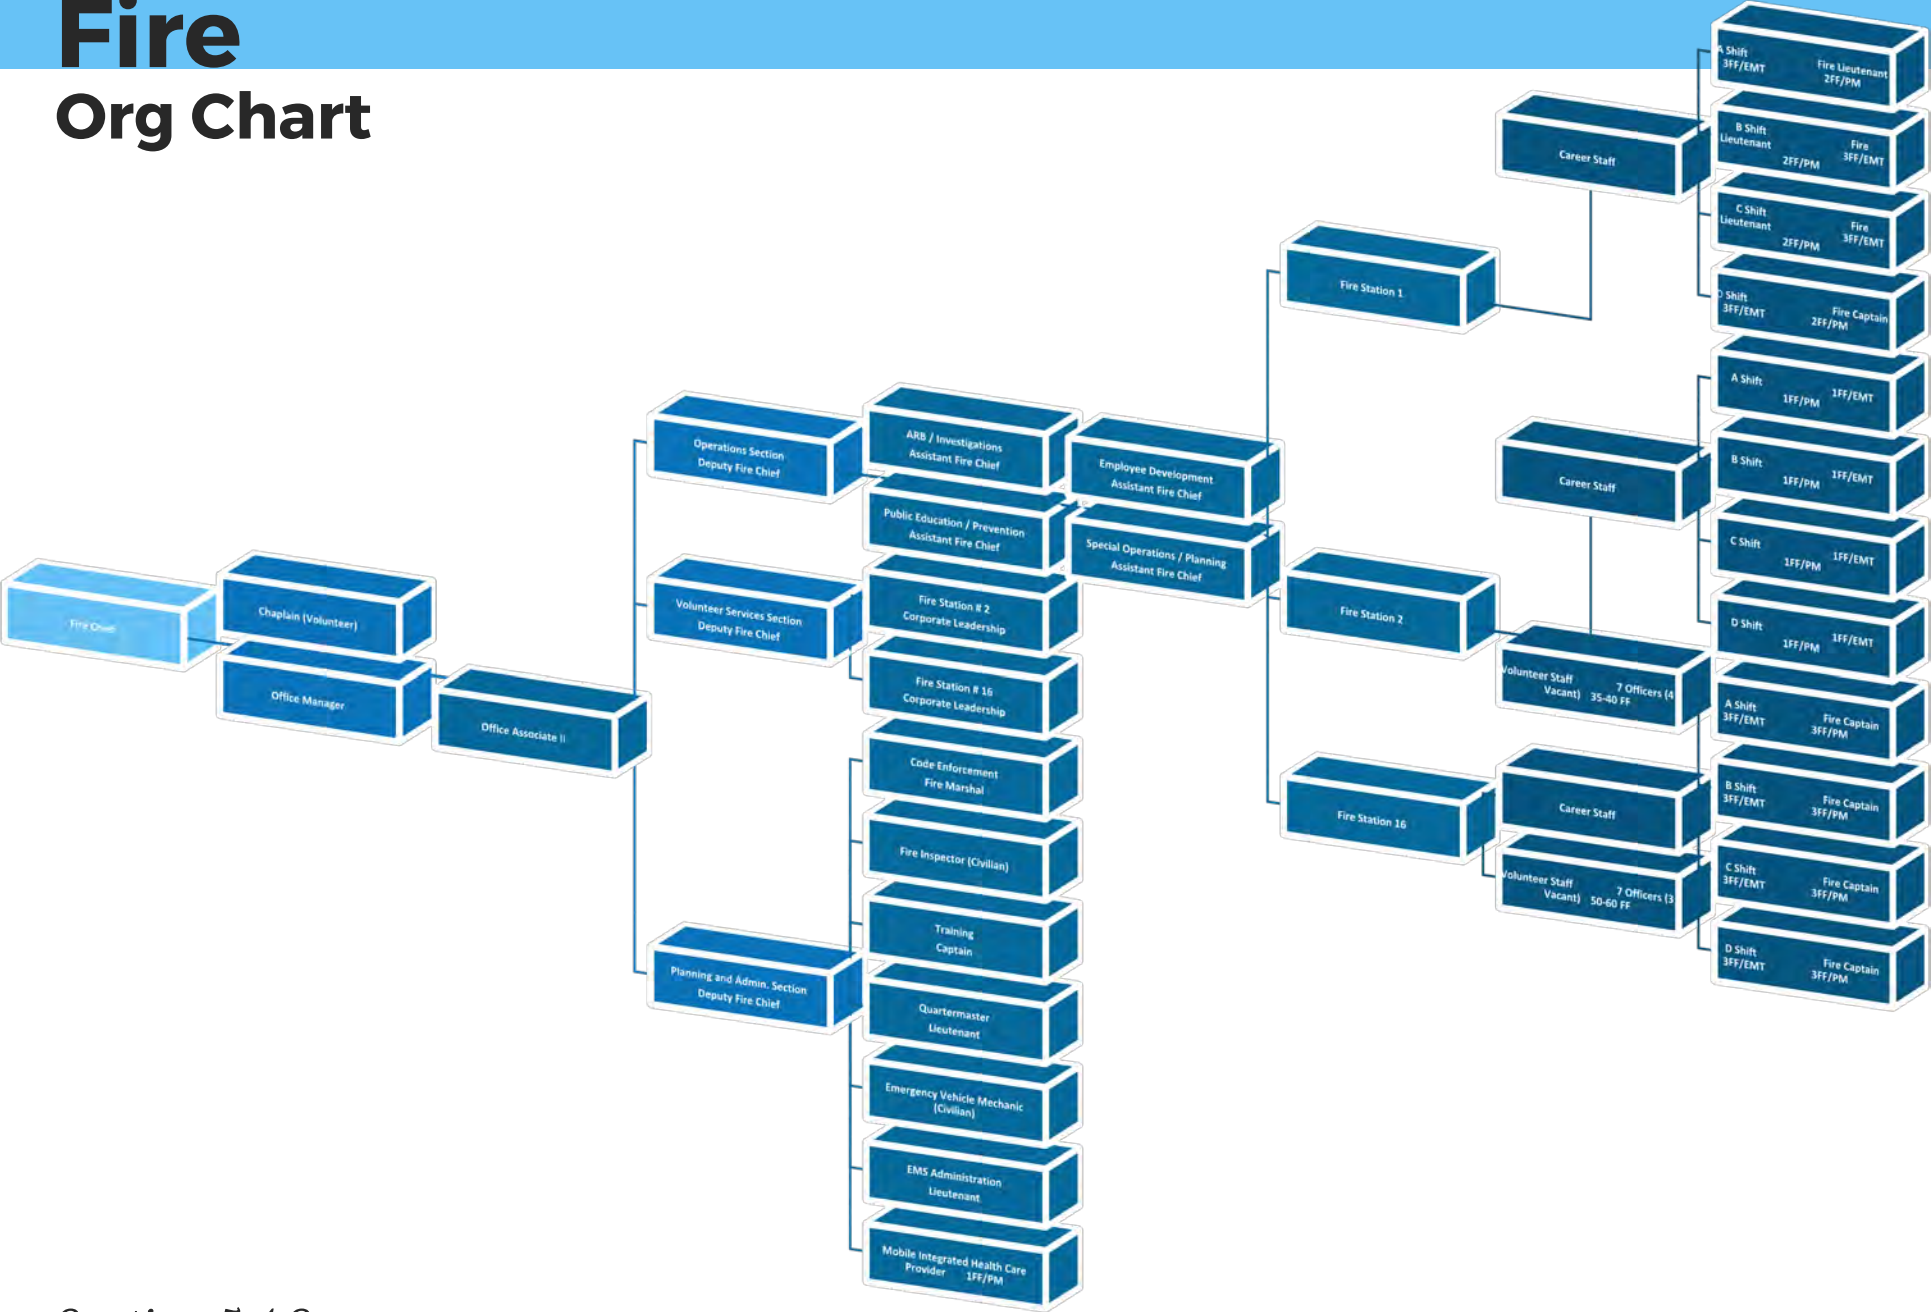 Fire
Org Chart
Fire Chief
Chaplain (Volunteer)
Office Manager
Office Associate II
Operations Section
Deputy Fire Chief
Volunteer Services Section
Deputy Fire Chief
Planning and Admin. Section
Deputy Fire Chief
ARB / Investigations
Assistant Fire Chief
Public Education / Prevention
Assistant Fire Chief
Fire Station # 2
Corporate Leadership
Fire Station # 16
Corporate Leadership
Code Enforcement
Fire Marshal
Fire Inspector (Civilian)
Training
Captain
Quartermaster
Lieutenant
Emergency Vehicle Mechanic
(Civilian)
EMS Administration
Lieutenant
Mobile Integrated Health Care
Provider 1FF/PM
Employee Development
Assistant Fire Chief
Special Operations / Planning
Assistant Fire Chief
Fire Station 1
Fire Station 2
Fire Station 16
Career Staff
Career Staff
Volunteer Staff 7 Officers (4
Vacant) 35-40 FF
Career Staff
Volunteer Staff 7 Officers (3
Vacant) 50-60 FF
A Shift Fire Lieutenant
3FF/EMT 2FF/PM
B Shift Fire
Lieutenant 3FF/EMT
2FF/PM
C Shift Fire
Lieutenant 3FF/EMT
2FF/PM
D Shift Fire Captain
3FF/EMT 2FF/PM
A Shift 1FF/EMT
1FF/PM
B Shift 1FF/EMT
1FF/PM
C Shift 1FF/EMT
1FF/PM
D Shift 1FF/EMT
1FF/PM
A Shift Fire Captain
3FF/EMT 3FF/PM
B Shift Fire Captain
3FF/EMT 3FF/PM
C Shift Fire Captain
3FF/EMT 3FF/PM
D Shift Fire Captain
3FF/EMT 3FF/PM